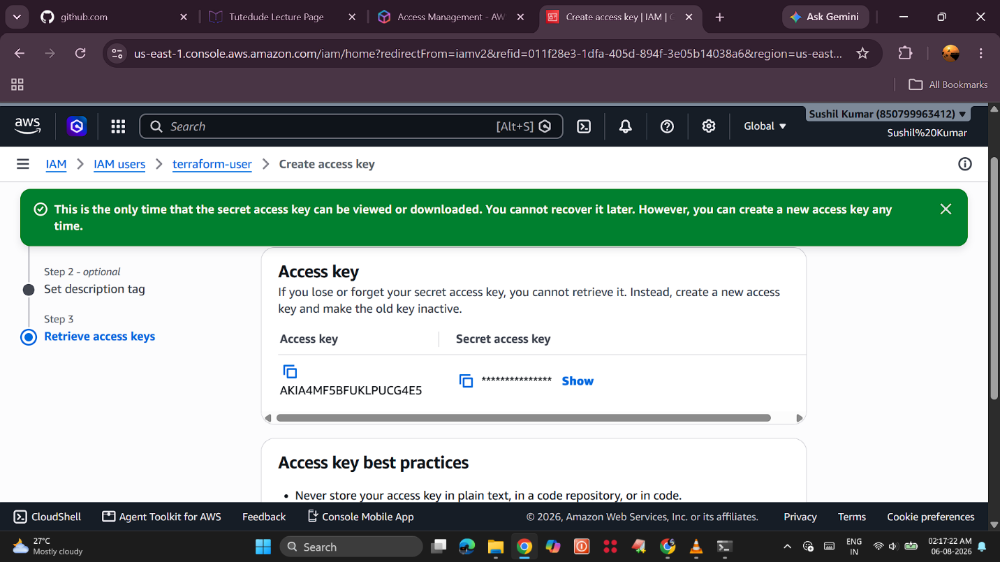 github.com
Tutedude Lecture Page
Access Management - AW
Create access key | IAM | G
Ask Gemini
us-east-1.console.aws.amazon.com/iam/home?redirectFrom=iamv2&refid=011f28e3-1dfa-405d-894f-3e05b14038a6&region=us-east...
All Bookmarks
aws
Search
[Alt+S]
Global
Sushil Kumar (850799963412)
Sushil%20Kumar
IAM
IAM users
terraform-user
Create access key
This is the only time that the secret access key can be viewed or downloaded. You cannot recover it later. However, you can create a new access key any
time.
Step 2 - optional
Set description tag
Step 3
Retrieve access keys
Access key
If you lose or forget your secret access key, you cannot retrieve it. Instead, create a new access
key and make the old key inactive.
Access key
Secret access key
AKIA4MF5BFUKLPUCG4E5
***************
Show
Access key best practices
• Never store your access key in plain text, in a code repository, or in code.
CloudShell
Agent Toolkit for AWS
Feedback
Console Mobile App
© 2026, Amazon Web Services, Inc. or its affiliates.
Privacy
Terms
Cookie preferences
27°C
Mostly cloudy
Search
ENG
IN
02:17:22 AM
06-08-2026